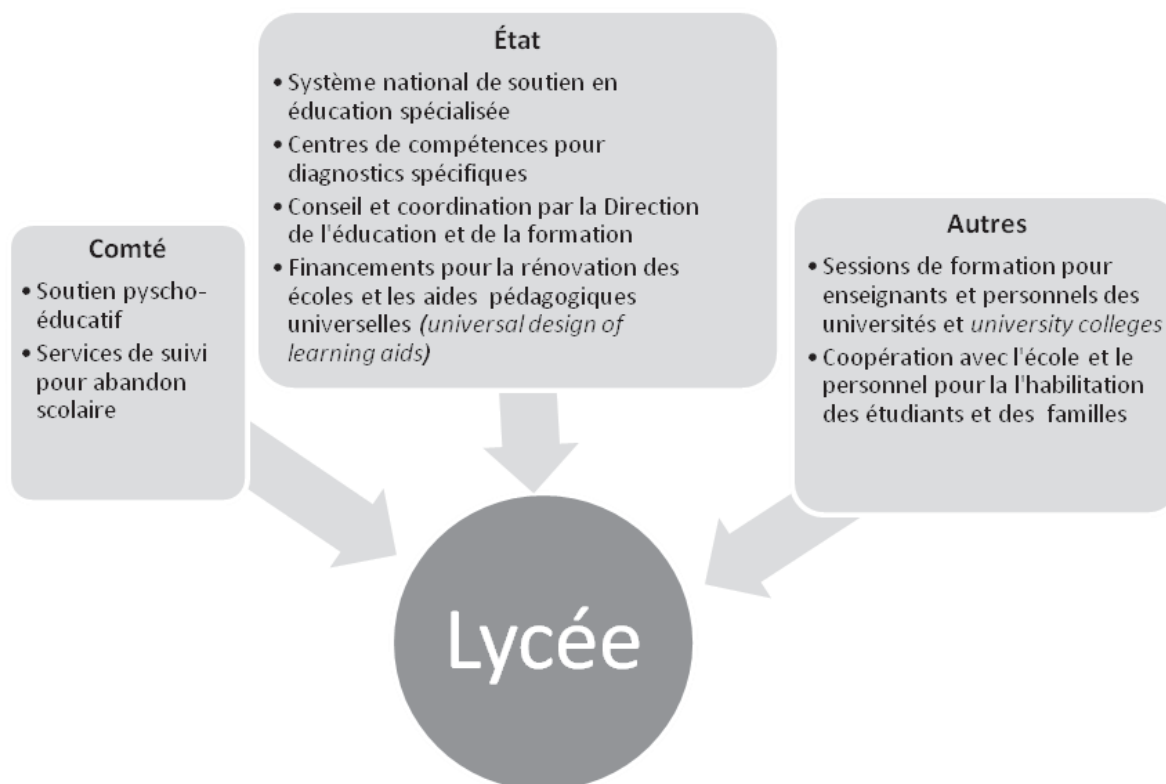 État
• Système national de soutien en
éducation spécialisée
• Centres de compétences pour
diagnostics spécifiques
• Conseil et coordination par la Direction
de l'éducation et de la formation
• Financements pour la rénovation des
écoles et les aides pédagogiques
universelles (universal design of
learning aids)
Comté
• Soutien pyscho-
éducatif
• Services de suivi
pour abandon
scolaire
Autres
• Sessions de formation pour
enseignants et personnels des
universités et university colleges
• Coopération avec l'école et le
personnel pour la l'habilitation
des étudiants et des familles
Lycée